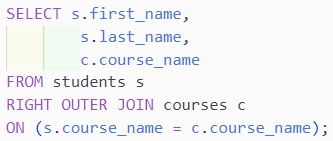 SELECT s.first_name,
s.last_name,
c.course_name
FROM students s
RIGHT OUTER JOIN courses c
ON (s.course_name = c.course_name);